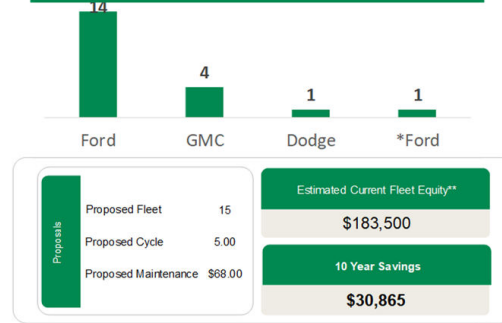 14
4
1
1
Ford
GMC
Dodge
*Ford
Proposals
Proposed Fleet 15
Proposed Cycle 5.00
Proposed Maintenance $68.00
Estimated Current Fleet Equity**
$183,500
10 Year Savings
$30,865